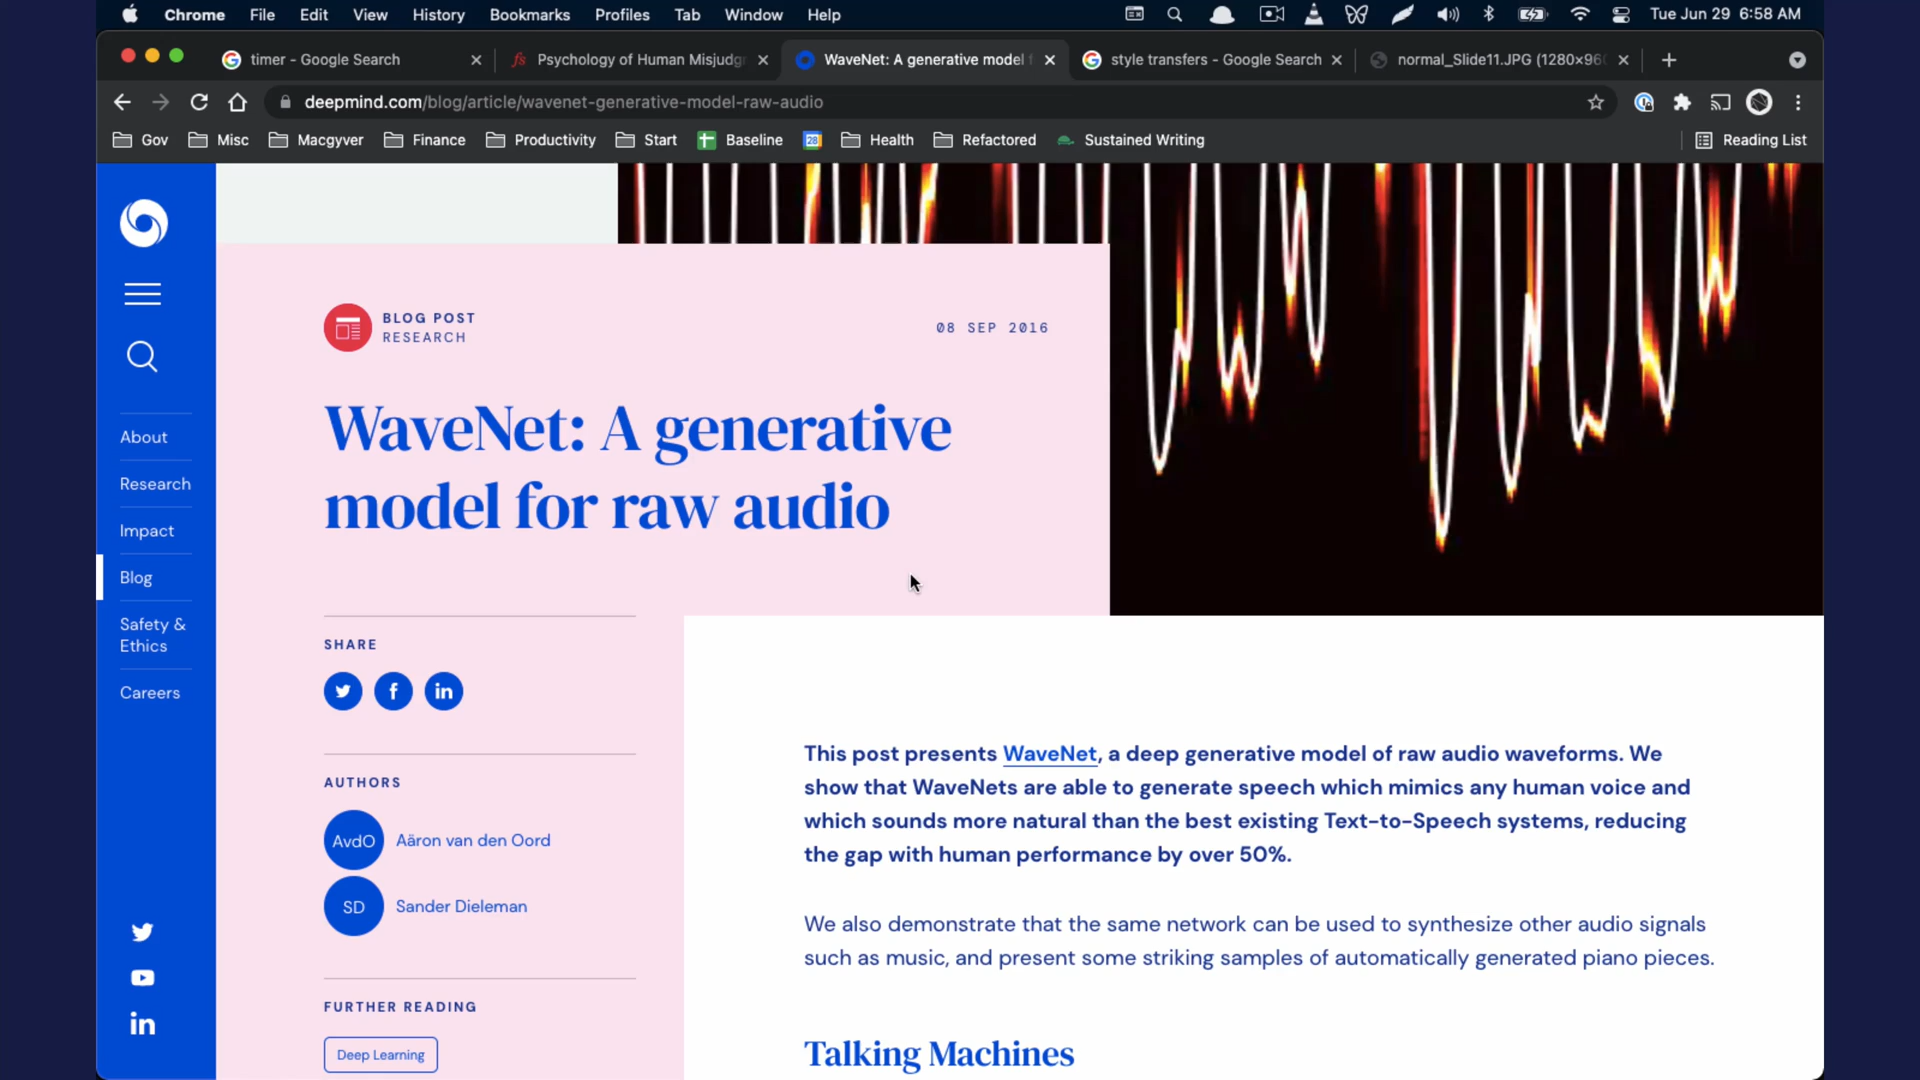 Chrome File Edit View History Bookmarks Profiles Tab Window Help Tue Jun 29 6:58 AM
timer - Google Search
Psychology of Human Misjudg
WaveNet: A generative model f
style transfers - Google Search
normal_Slide11.JPG (1280×96
deepmind.com/blog/article/wavenet-generative-model-raw-audio
Gov Misc Macgyver Finance Productivity Start Baseline 28 Health Refactored Sustained Writing Reading List
About
Research
Impact
Blog
Safety &
Ethics
Careers
BLOG POST
RESEARCH
08 SEP 2016
WaveNet: A generative
model for raw audio
SHARE
AUTHORS
AvdO Aäron van den Oord
SD Sander Dieleman
FURTHER READING
Deep Learning
This post presents WaveNet, a deep generative model of raw audio waveforms. We
show that WaveNets are able to generate speech which mimics any human voice and
which sounds more natural than the best existing Text-to-Speech systems, reducing
the gap with human performance by over 50%.
We also demonstrate that the same network can be used to synthesize other audio signals
such as music, and present some striking samples of automatically generated piano pieces.
Talking Machines